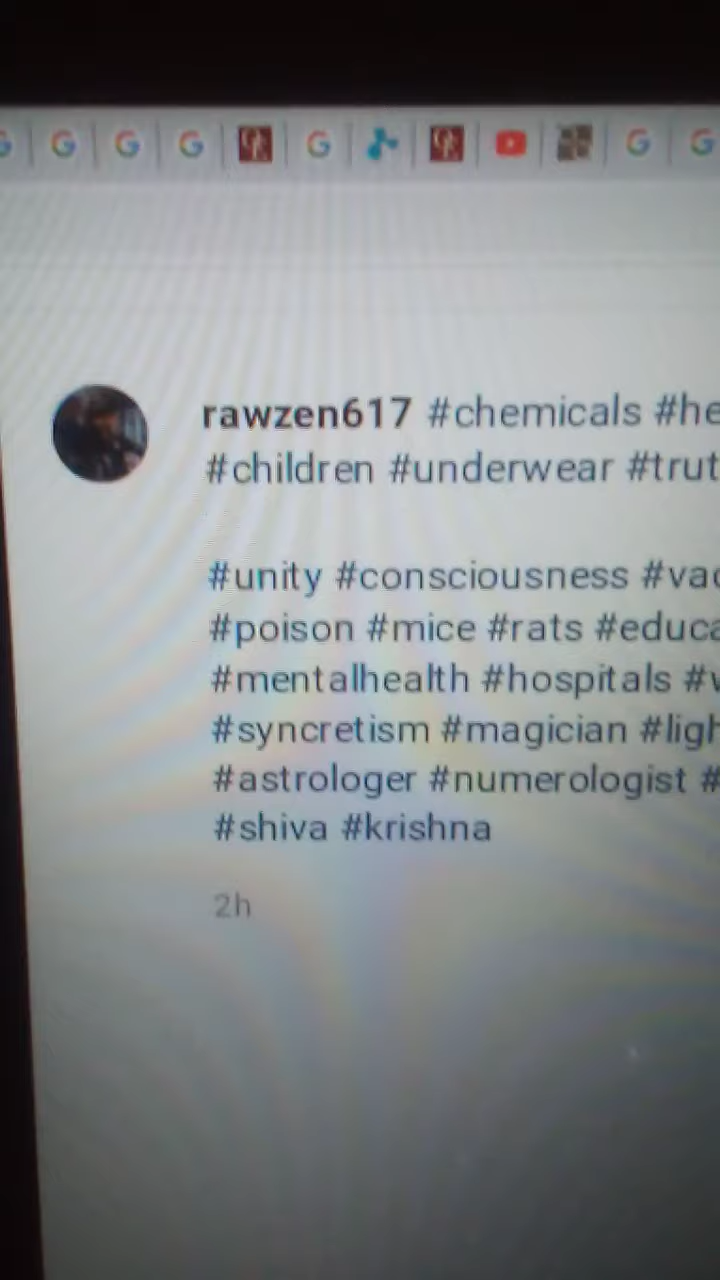 rawzen617 #chemicals
#children #underwear
#unity #consciousness
#poison #mice #rats
#mentalhealth #hospitals
#syncretism #magician
#astrologer #numerologist #
#shiva #krishna
2h